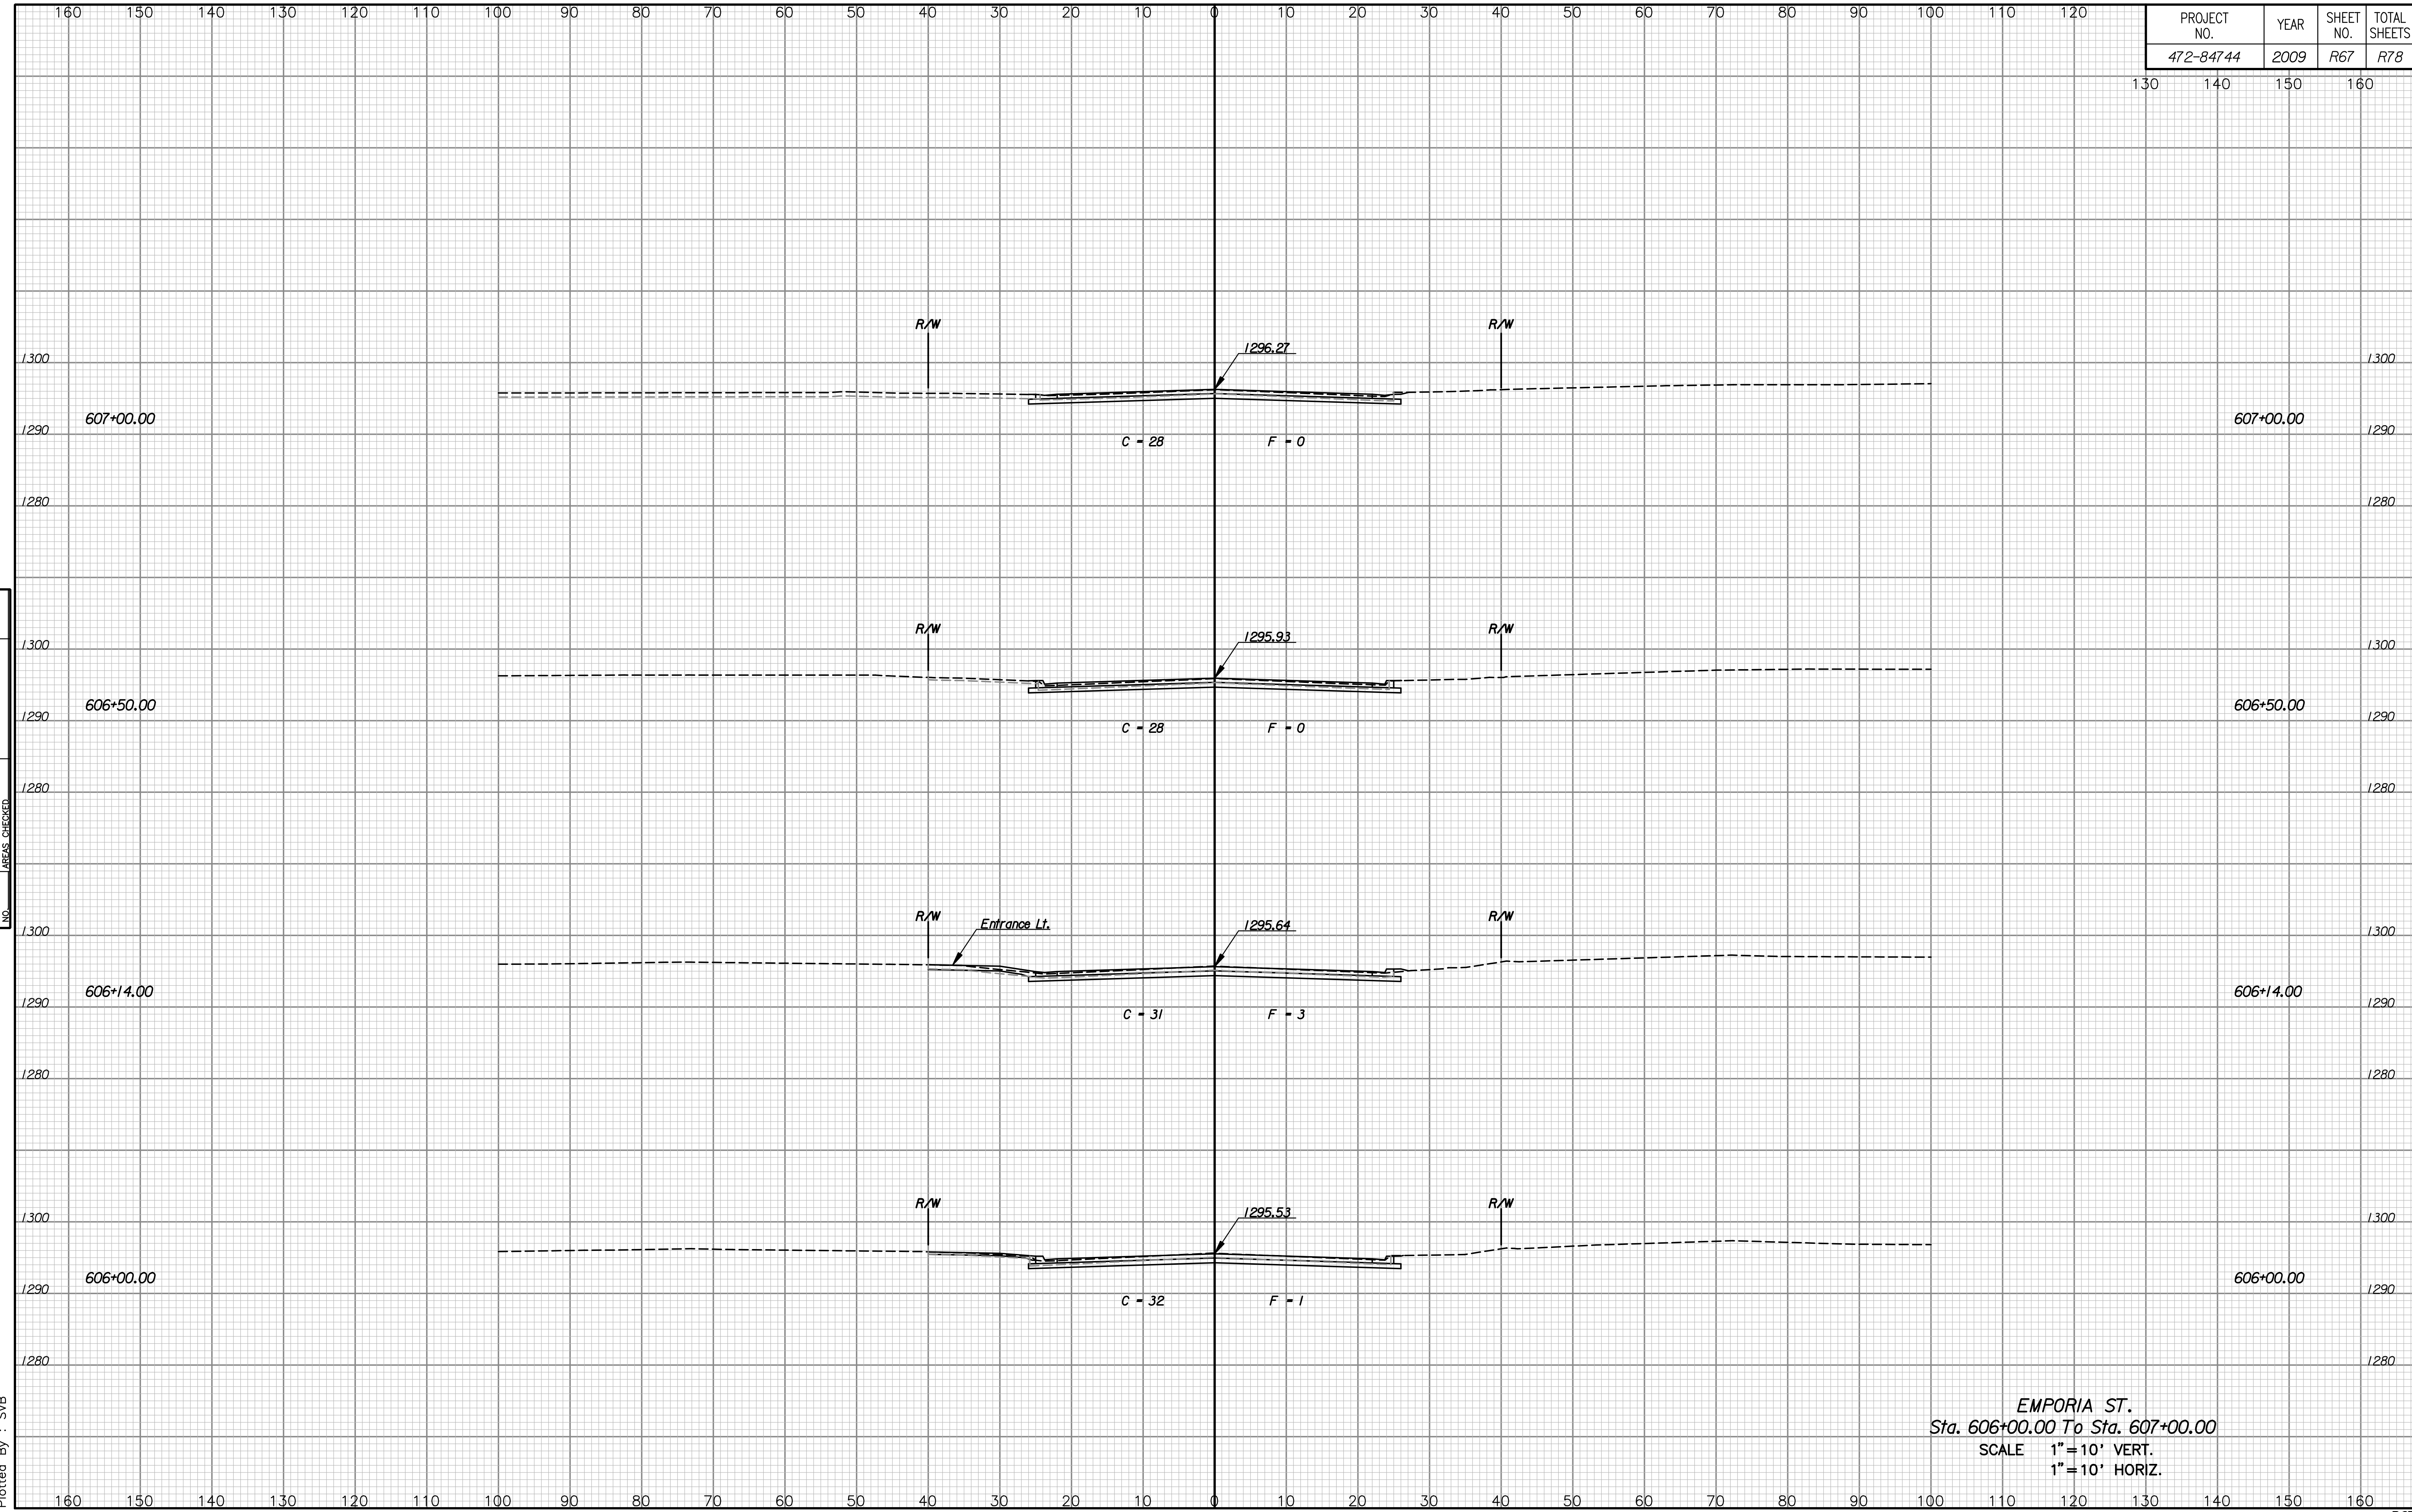 160 150 140 130 120 110 100 90 80 70 60 50 40 30 20 10 0 10 20 30 40 50 60 70 80 90 100 110 120
PROJECT NO. YEAR SHEET NO. TOTAL SHEETS
472-84744 2009 R67 R78
130 140 150 160
R/W R/W
1296.27
1300 1300
607+00.00 607+00.00
1290 1290
C = 28 F = 0
1280 1280
R/W R/W
1295.93
1300 1300
606+50.00 606+50.00
1290 1290
C = 28 F = 0
1280 1280
AREAS CHECKED
NO.
R/W Entrance Lt. 1295.64 R/W
1300 1300
606+14.00 606+14.00
1290 1290
C = 31 F = 3
1280 1280
R/W R/W
1295.53
1300 1300
606+00.00 606+00.00
1290 1290
C = 32 F = 1
1280 1280
Plotted By : SVB
EMPORIA ST.
Sta. 606+00.00 To Sta. 607+00.00
SCALE 1"=10' VERT.
1"=10' HORIZ.
160 150 140 130 120 110 100 90 80 70 60 50 40 30 20 10 0 10 20 30 40 50 60 70 80 90 100 110 120 130 140 150 160